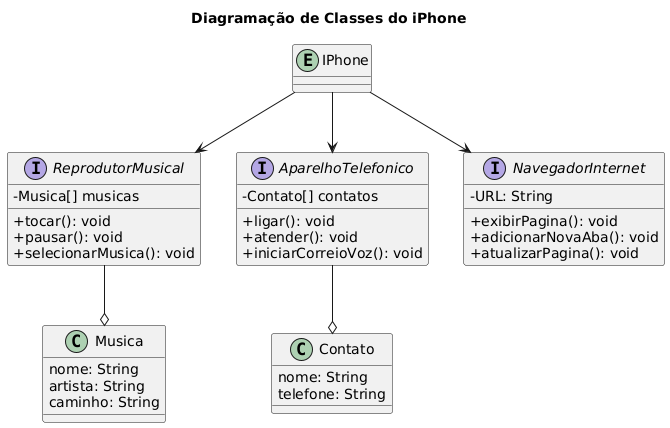 Diagramação de Classes do iPhone
E IPhone
I ReprodutorMusical
-Musica[] musicas
+tocar(): void
+pausar(): void
+selecionarMusica(): void
I AparelhoTelefonico
-Contato[] contatos
+ligar(): void
+atender(): void
+iniciarCorreioVoz(): void
I NavegadorInternet
-URL: String
+exibirPagina(): void
+adicionarNovaAba(): void
+atualizarPagina(): void
C Musica
nome: String
artista: String
caminho: String
C Contato
nome: String
telefone: String